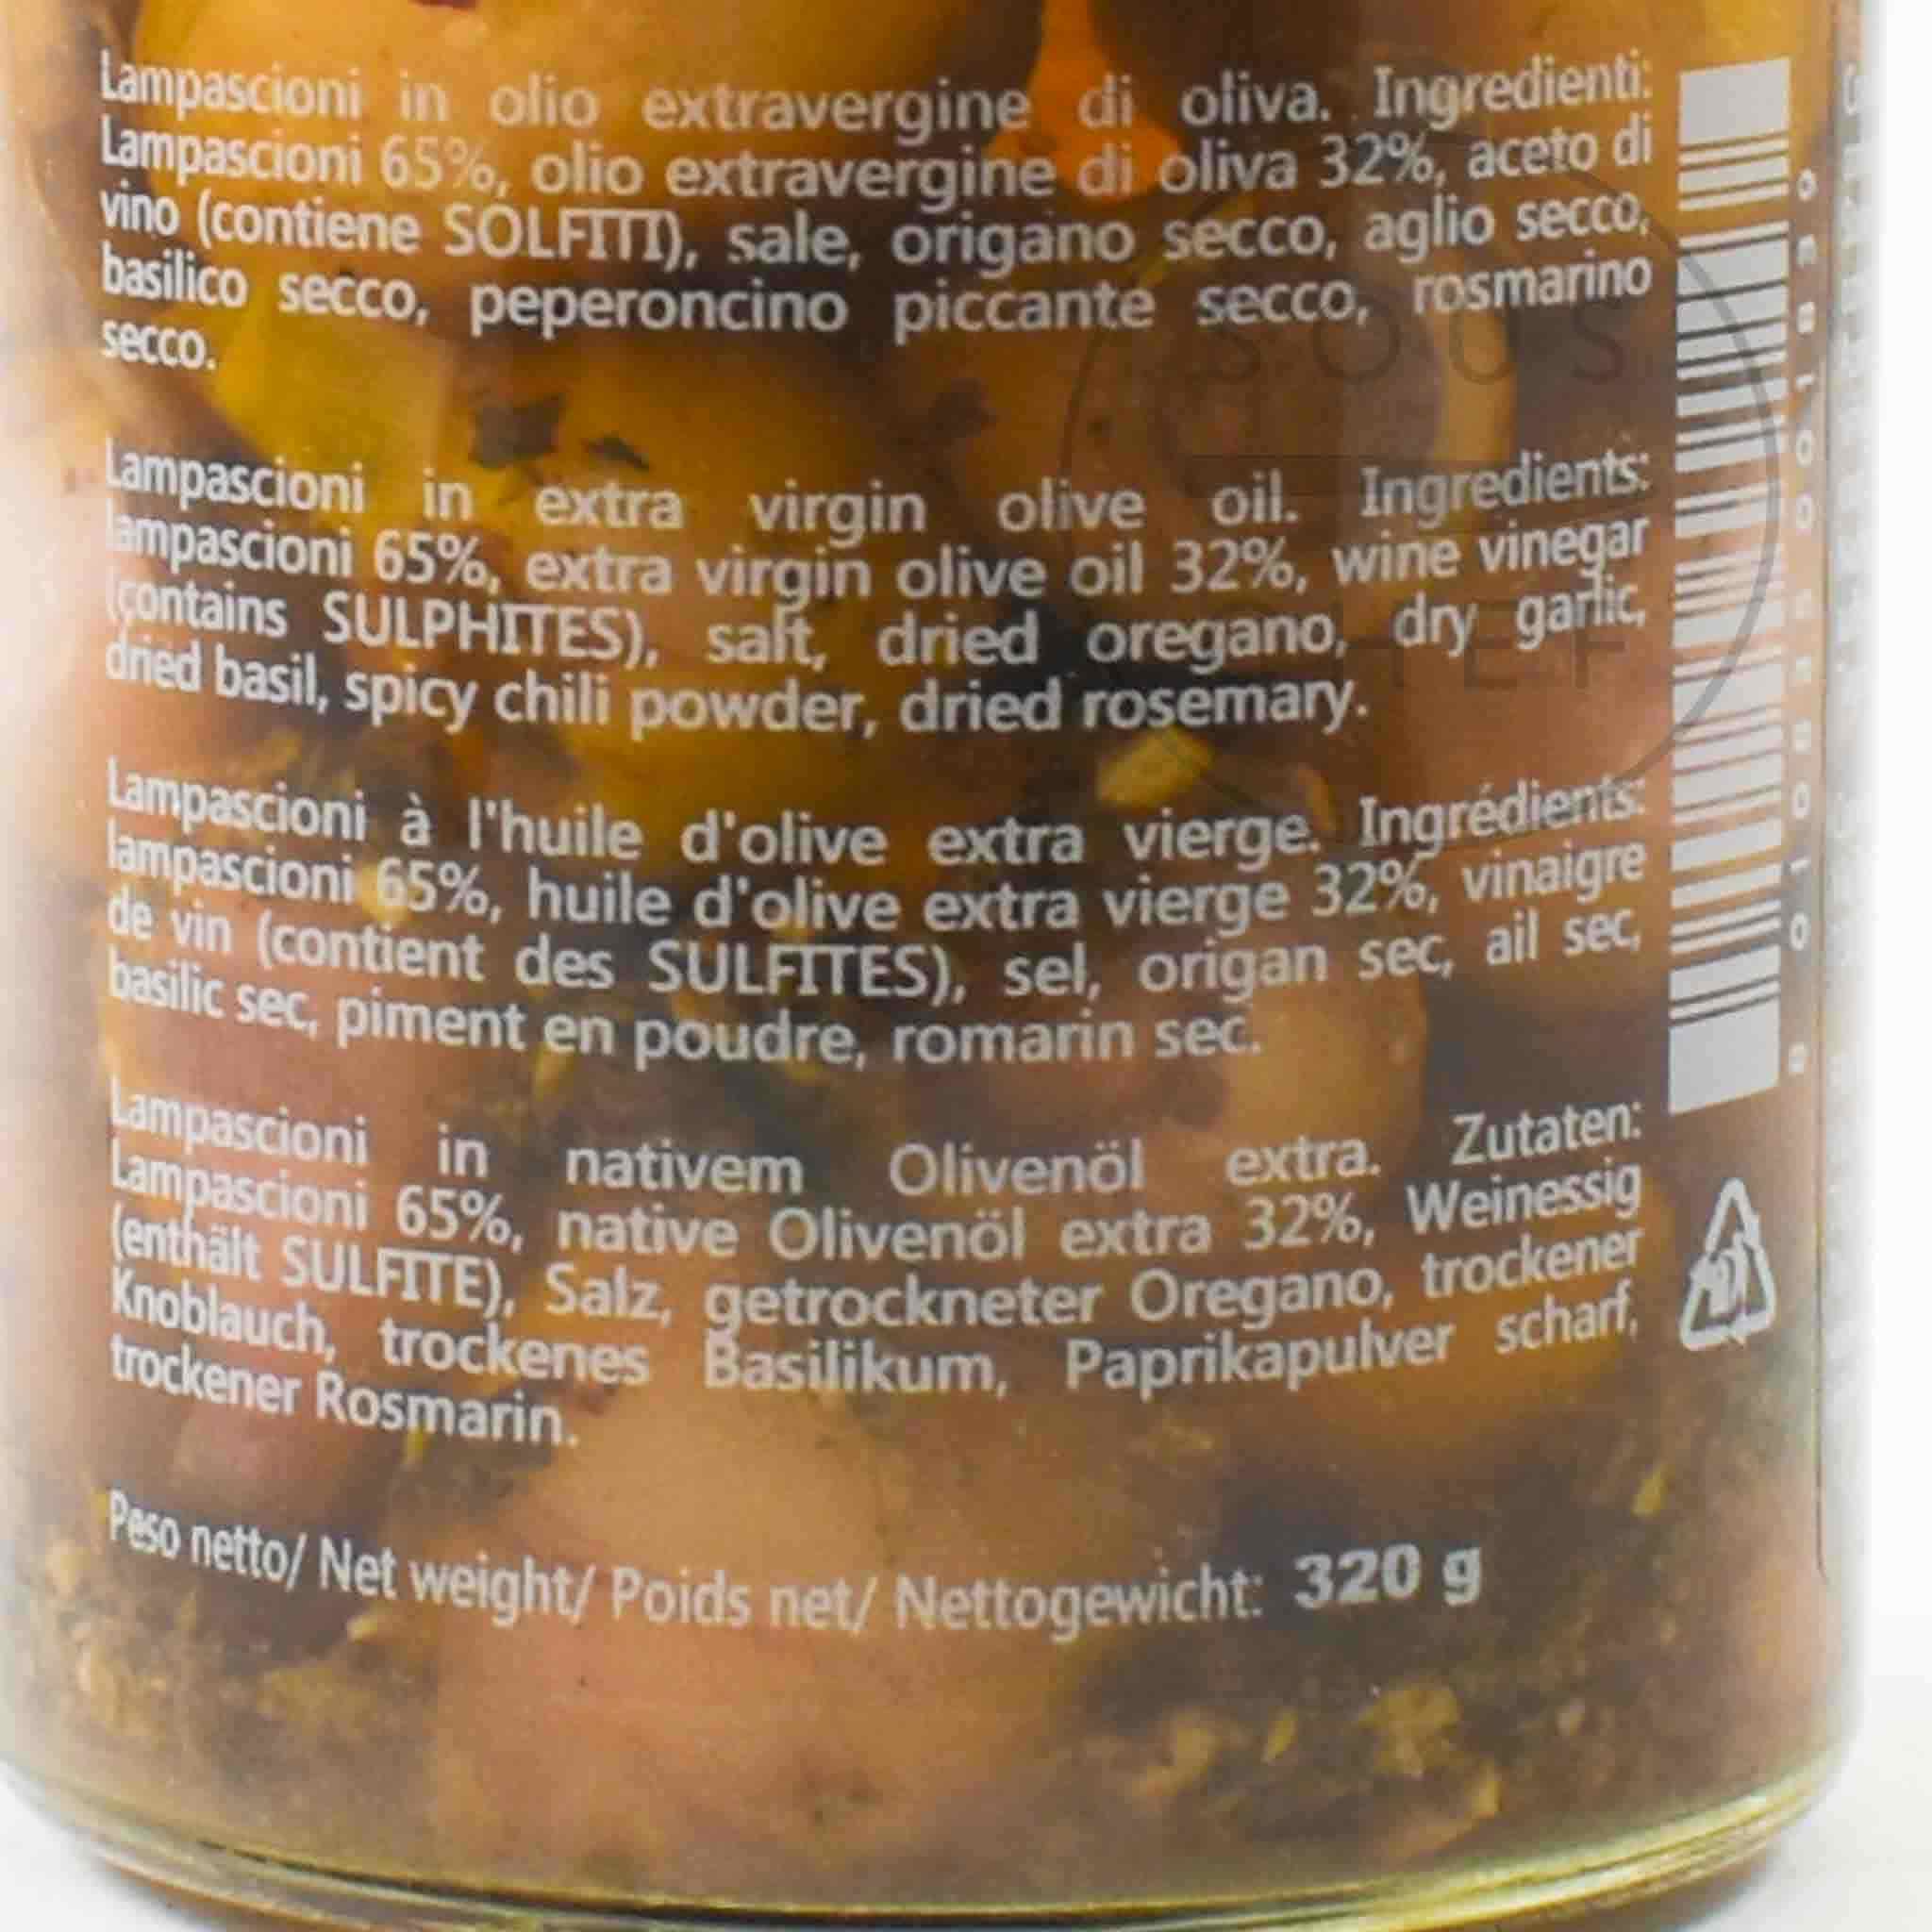 Lampascioni in olio extravergine di oliva. Ingredienti:
Lampascioni 65%, olio extravergine di oliva 32%, aceto di
vino (contiene SOLFITI), sale, origano secco, aglio secco,
basilico secco, peperoncino piccante secco, rosmarino
secco.
Lampascioni in extra virgin olive oil. Ingredients:
lampascioni 65%, extra virgin olive oil 32%, wine vinegar
(contains SULPHITES), salt, dried oregano, dry garlic,
dried basil, spicy chili powder, dried rosemary.
Lampascioni à l'huile d'olive extra vierge. Ingrédients:
lampascioni 65%, huile d'olive extra vierge 32%, vinaigre
de vin (contient des SULFITES), sel, origan sec, ail sec,
basilic sec, piment en poudre, romarin sec.
Lampascioni in nativem Olivenöl extra. Zutaten:
Lampascioni 65%, native Olivenöl extra 32%, Weinessig
(enthält SULFITE), Salz, getrockneter Oregano, trockener
Knoblauch, trockenes Basilikum, Paprikapulver scharf,
trockener Rosmarin.
Peso netto/ Net weight/ Poids net/ Nettogewicht: 320 g
SOUS